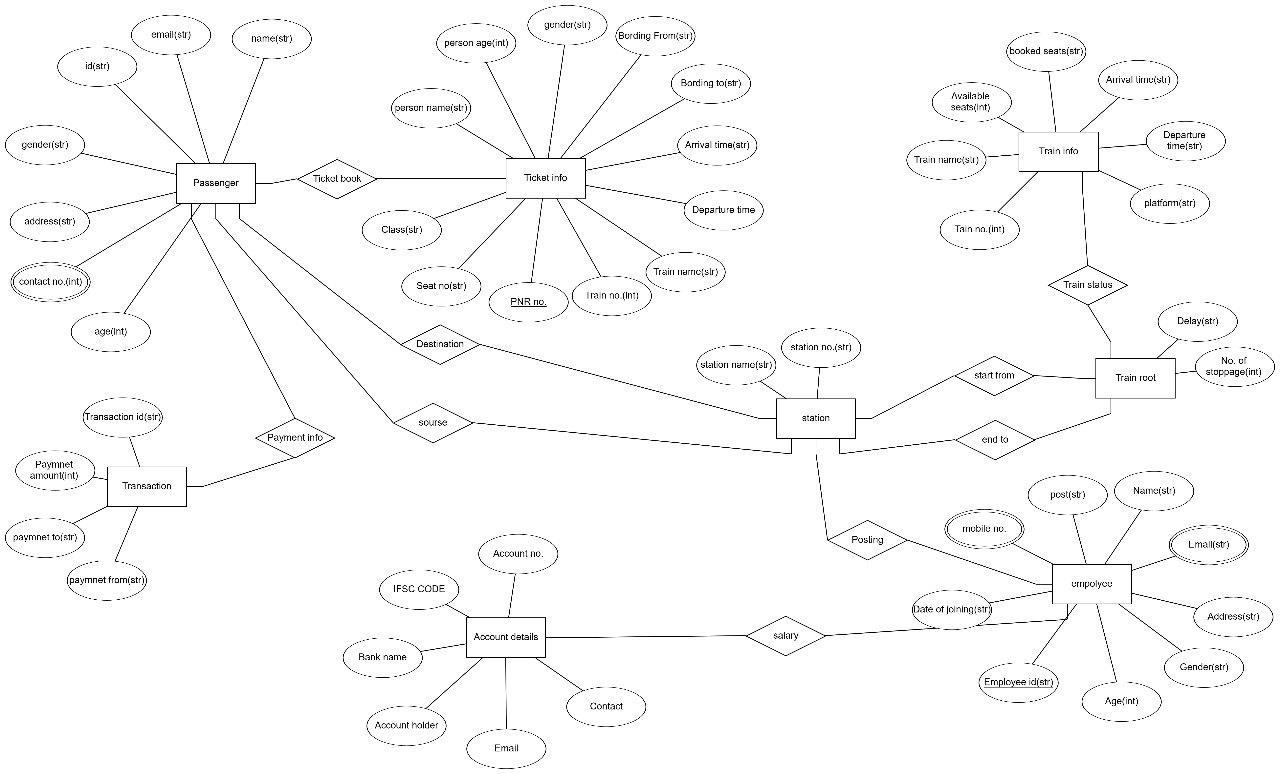 email(str)
name(str)
id(str)
gender(str)
Passenger
address(str)
contact no.(int)
age(int)
Ticket book
person age(int)
gender(str)
Bording From(str)
person name(str)
Bording to(str)
Arrival time(str)
Ticket info
Departure time
Class(str)
Seat no(str)
PNR no.
Train no.(int)
Train name(str)
booked seats(str)
Available
seats(int)
Arrival time(str)
Train info
Departure
time(str)
Train name(str)
platform(str)
Tain no.(int)
Train status
Delay(str)
Train root
No. of
stoppage(int)
Destination
sourse
station name(str)
station no.(str)
station
start from
end to
Transaction id(str)
Payment info
Paymnet
amount(int)
Transaction
paymnet to(str)
paymnet from(str)
Posting
mobile no.
post(str)
Name(str)
Email(str)
empolyee
Date of joining(str)
Address(str)
Employee id(str)
Age(int)
Gender(str)
Account no.
IFSC CODE
Account details
salary
Bank name
Account holder
Email
Contact